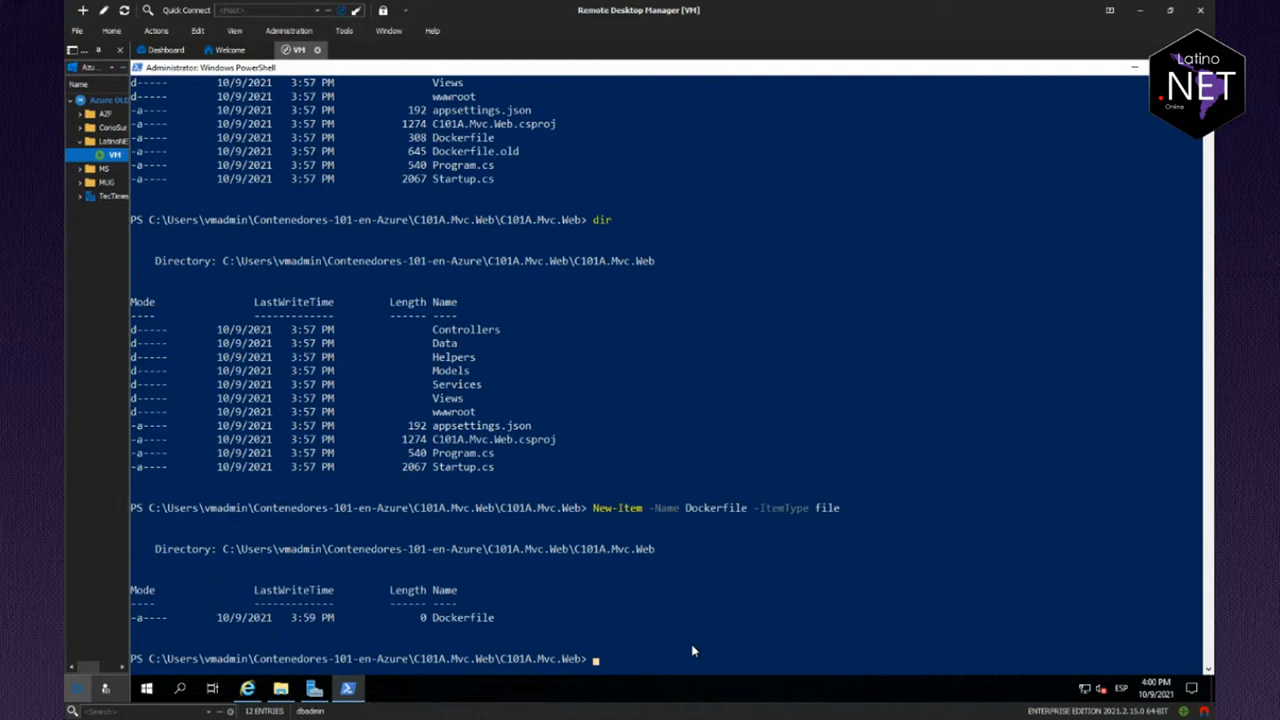 Quick Connect <Host> Remote Desktop Manager [VM]
File Home Actions Edit View Administration Tools Window Help
... Dashboard Welcome VM
Azu... Administrator: Windows PowerShell
Name
Azure OLD
AZF
ConoSur
LatinoNE
VM
MS
MUG
TecTimes
Latino
.NET
Online
d----- 10/9/2021 3:57 PM Views
d----- 10/9/2021 3:57 PM wwwroot
-a---- 10/9/2021 3:57 PM 192 appsettings.json
-a---- 10/9/2021 3:57 PM 1274 C101A.Mvc.Web.csproj
-a---- 10/9/2021 3:57 PM 308 Dockerfile
-a---- 10/9/2021 3:57 PM 645 Dockerfile.old
-a---- 10/9/2021 3:57 PM 540 Program.cs
-a---- 10/9/2021 3:57 PM 2067 Startup.cs
PS C:\Users\vmadmin\Contenedores-101-en-Azure\C101A.Mvc.Web\C101A.Mvc.Web> dir
Directory: C:\Users\vmadmin\Contenedores-101-en-Azure\C101A.Mvc.Web\C101A.Mvc.Web
Mode LastWriteTime Length Name
---- ------------- ------ ----
d----- 10/9/2021 3:57 PM Controllers
d----- 10/9/2021 3:57 PM Data
d----- 10/9/2021 3:57 PM Helpers
d----- 10/9/2021 3:57 PM Models
d----- 10/9/2021 3:57 PM Services
d----- 10/9/2021 3:57 PM Views
d----- 10/9/2021 3:57 PM wwwroot
-a---- 10/9/2021 3:57 PM 192 appsettings.json
-a---- 10/9/2021 3:57 PM 1274 C101A.Mvc.Web.csproj
-a---- 10/9/2021 3:57 PM 540 Program.cs
-a---- 10/9/2021 3:57 PM 2067 Startup.cs
PS C:\Users\vmadmin\Contenedores-101-en-Azure\C101A.Mvc.Web\C101A.Mvc.Web> New-Item -Name Dockerfile -ItemType file
Directory: C:\Users\vmadmin\Contenedores-101-en-Azure\C101A.Mvc.Web\C101A.Mvc.Web
Mode LastWriteTime Length Name
---- ------------- ------ ----
-a---- 10/9/2021 3:59 PM 0 Dockerfile
PS C:\Users\vmadmin\Contenedores-101-en-Azure\C101A.Mvc.Web\C101A.Mvc.Web>
ESP 4:00 PM
10/9/2021
<Search> 12 ENTRIES dbadmin ENTERPRISE EDITION 2021.2.15.0 64-BIT